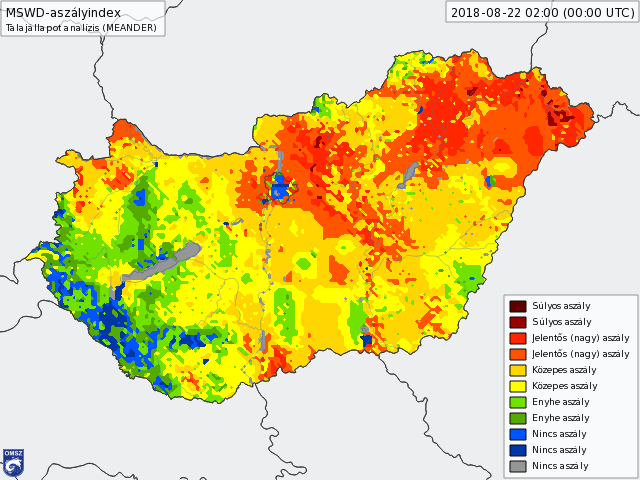 MSWD-aszályindex
Talajállapot analízis (MEANDER)
2018-08-22 02:00 (00:00 UTC)
Súlyos aszály
Súlyos aszály
Jelentős (nagy) aszály
Jelentős (nagy) aszály
Közepes aszály
Közepes aszály
Enyhe aszály
Enyhe aszály
Nincs aszály
Nincs aszály
Nincs aszály
OMSZ